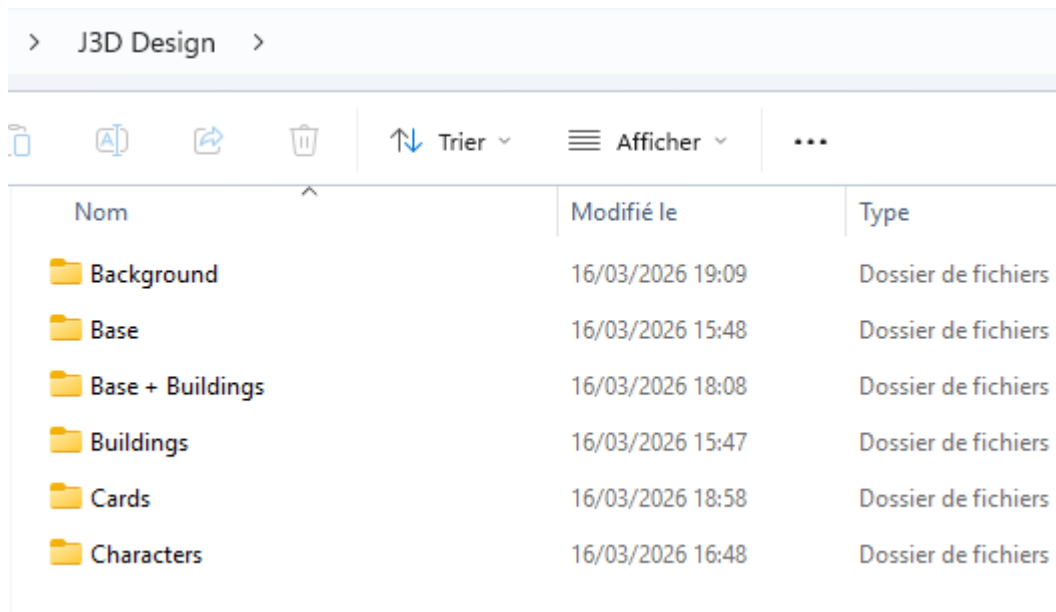 > J3D Design >
A Trier Afficher ...
Nom Modifié le Type
Background 16/03/2026 19:09 Dossier de fichiers
Base 16/03/2026 15:48 Dossier de fichiers
Base + Buildings 16/03/2026 18:08 Dossier de fichiers
Buildings 16/03/2026 15:47 Dossier de fichiers
Cards 16/03/2026 18:58 Dossier de fichiers
Characters 16/03/2026 16:48 Dossier de fichiers